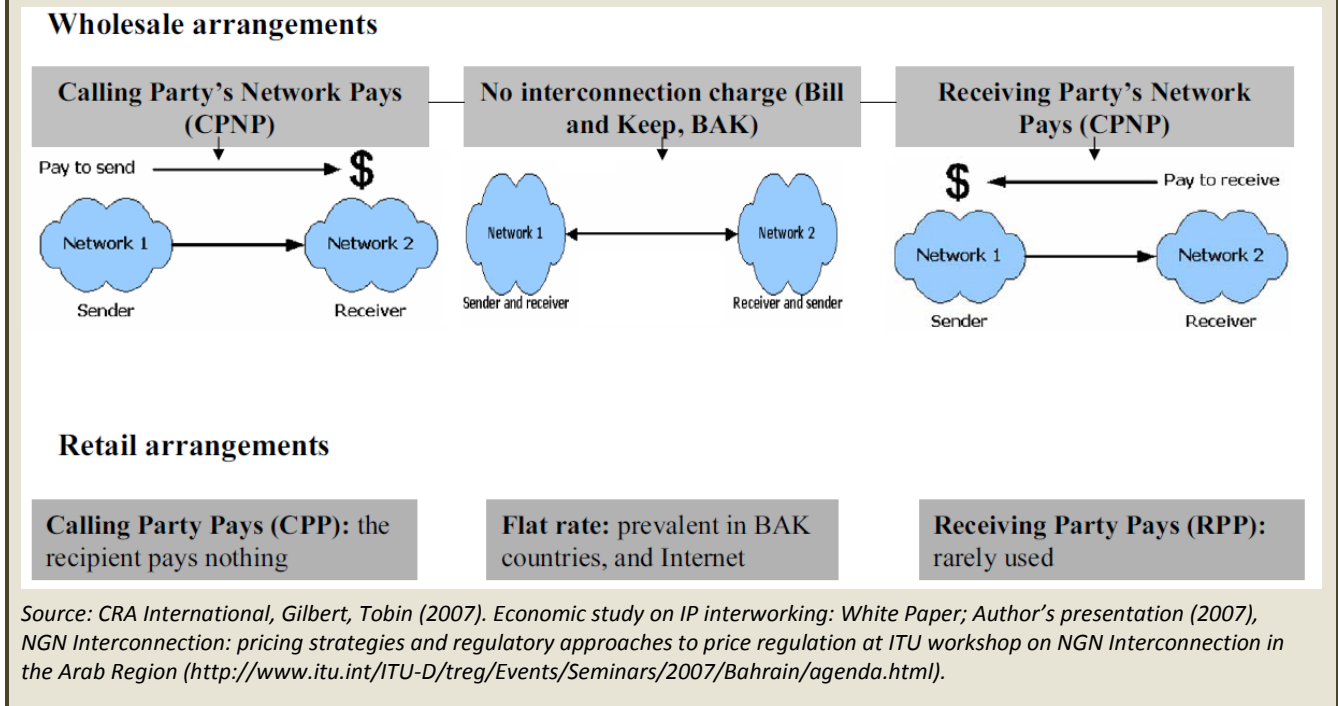 Wholesale arrangements
Calling Party's Network Pays
(CPNP)
No interconnection charge (Bill
and Keep, BAK)
Receiving Party's Network
Pays (CPNP)
Pay to send
$
Network 1
Network 2
Sender
Receiver
Network 1
Network 2
Sender and receiver
Receiver and sender
$
Pay to receive
Network 1
Network 2
Sender
Receiver
Retail arrangements
Calling Party Pays (CPP): the
recipient pays nothing
Flat rate: prevalent in BAK
countries, and Internet
Receiving Party Pays (RPP):
rarely used
Source: CRA International, Gilbert, Tobin (2007). Economic study on IP interworking: White Paper; Author's presentation (2007),
NGN Interconnection: pricing strategies and regulatory approaches to price regulation at ITU workshop on NGN Interconnection in
the Arab Region (http://www.itu.int/ITU-D/treg/Events/Seminars/2007/Bahrain/agenda.html).